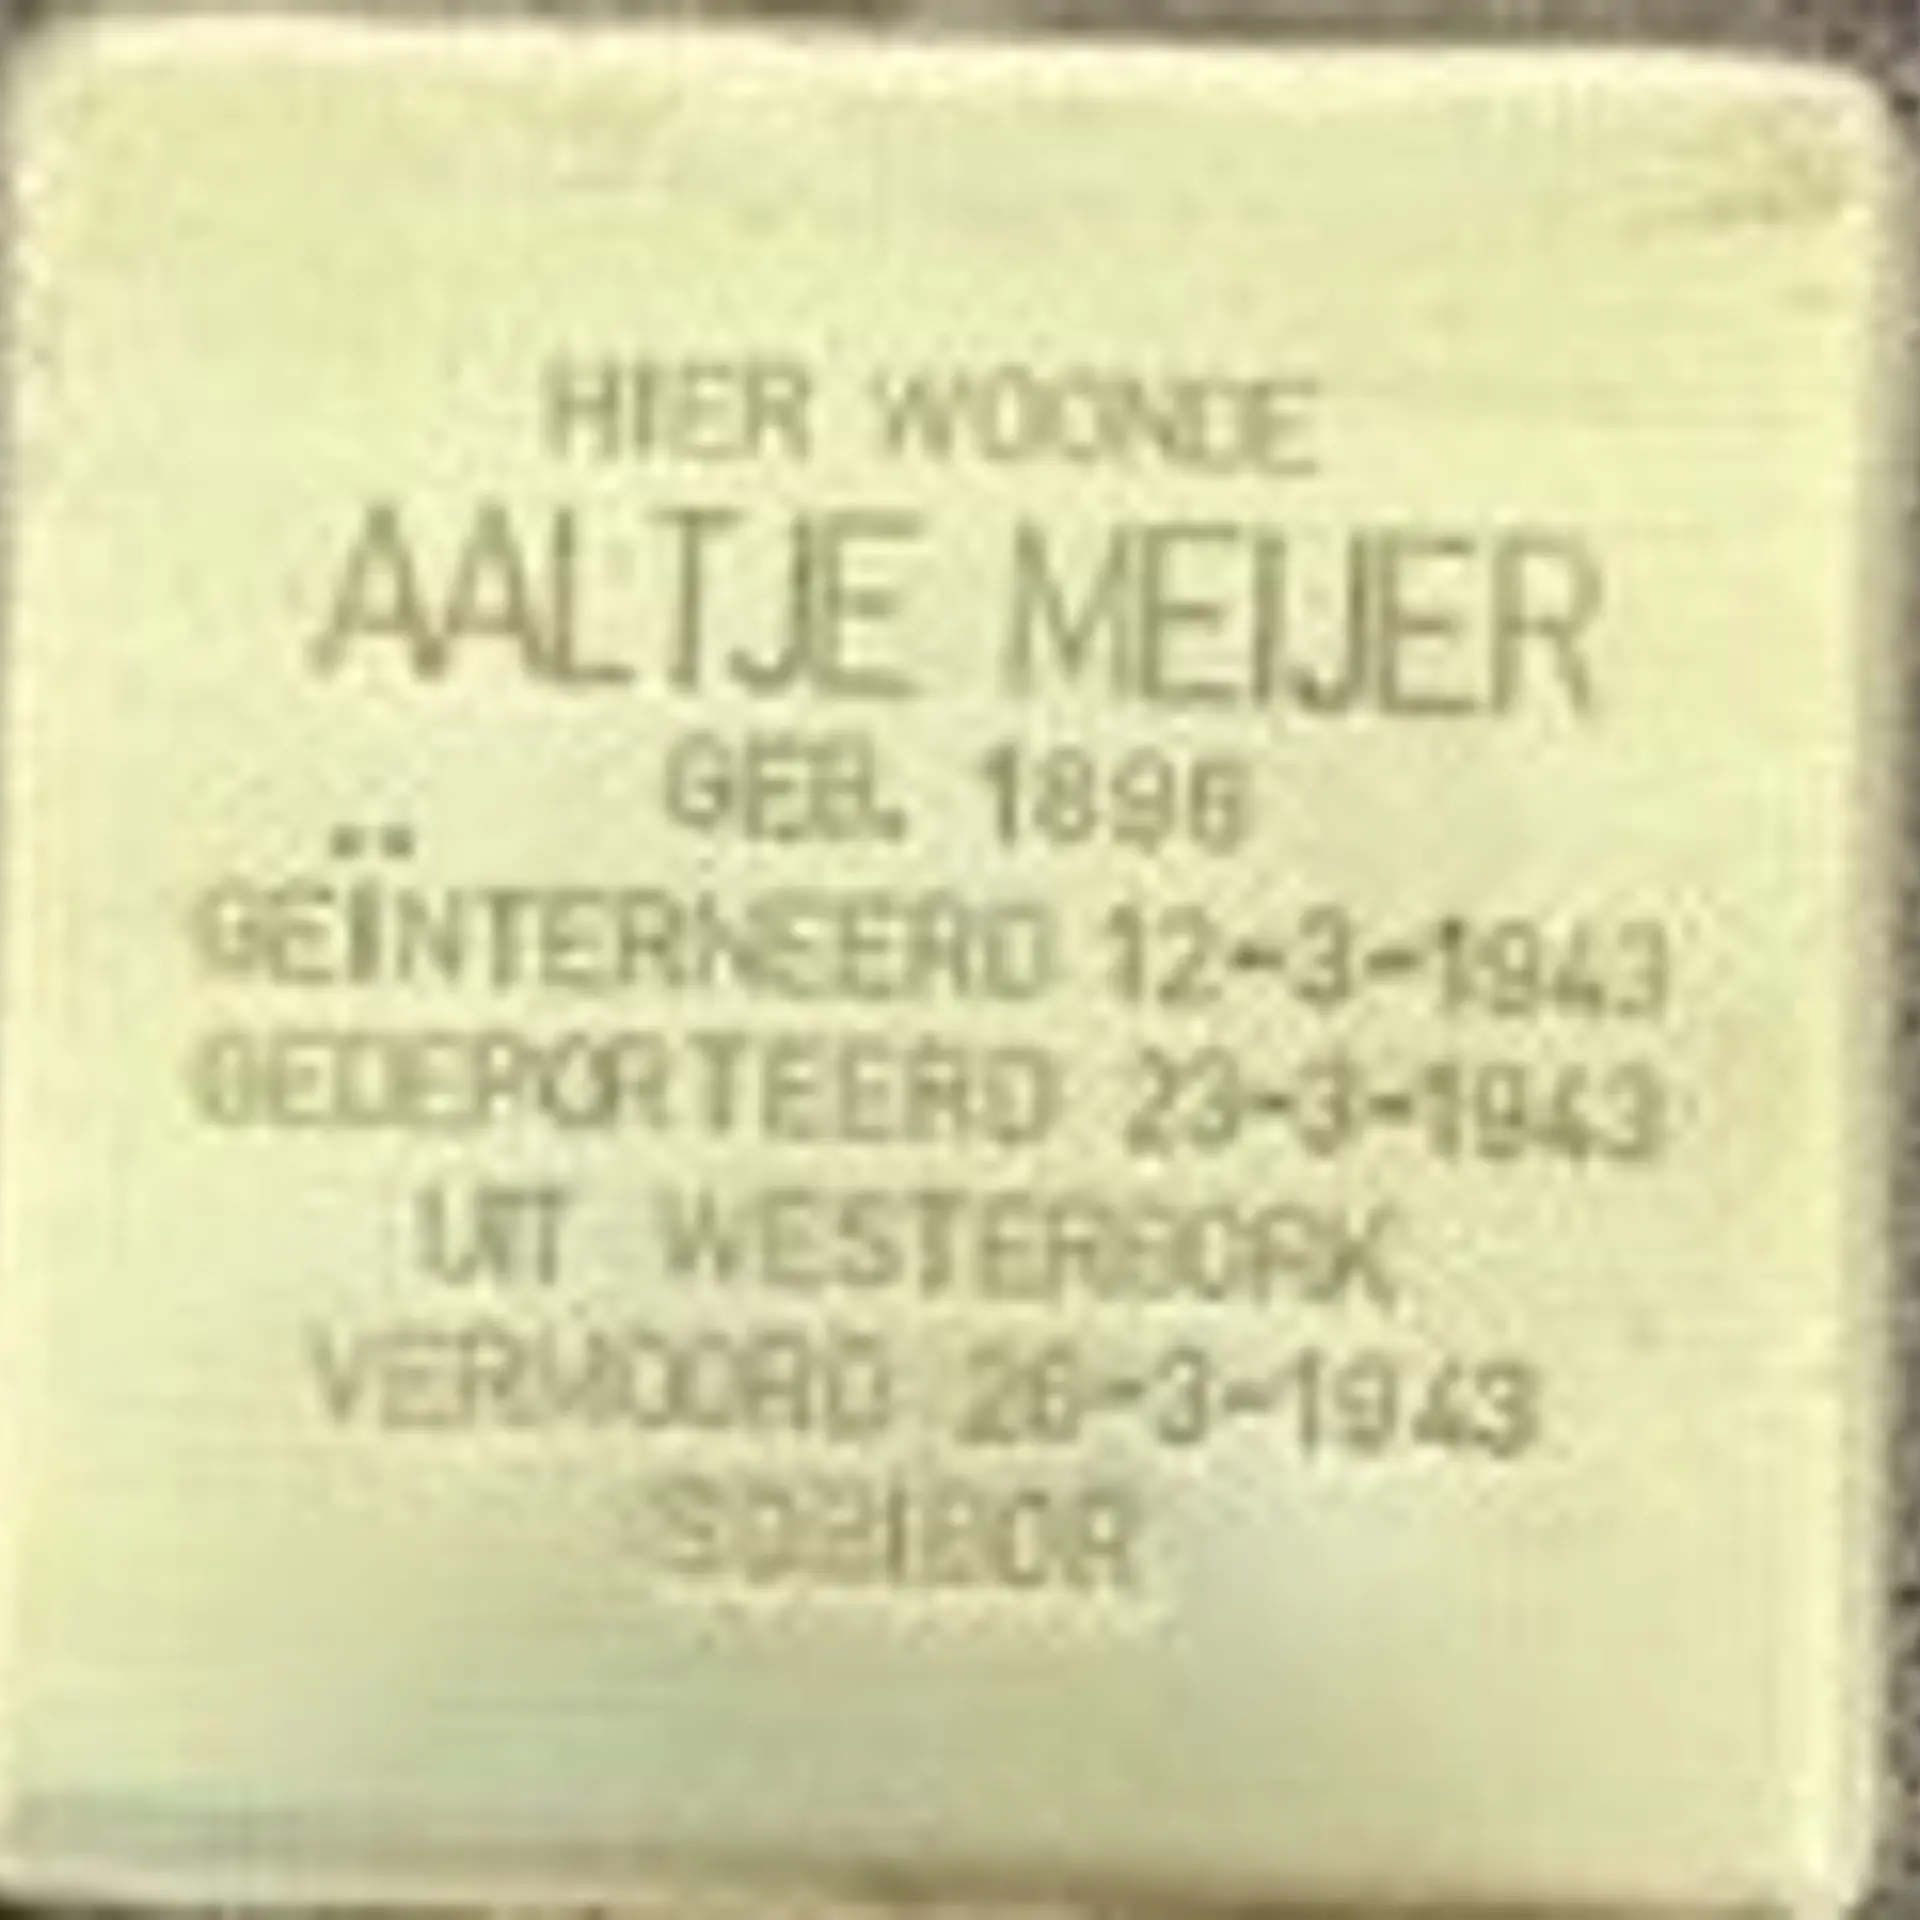 HIER WOONDE
AALTJE MEIJER
GEB. 1896
GEÏNTERNEERD 12-3-1943
GEDEPORTEERD 23-3-1943
UIT WESTERBORK
VERMOORD 26-3-1943
SOBIBOR